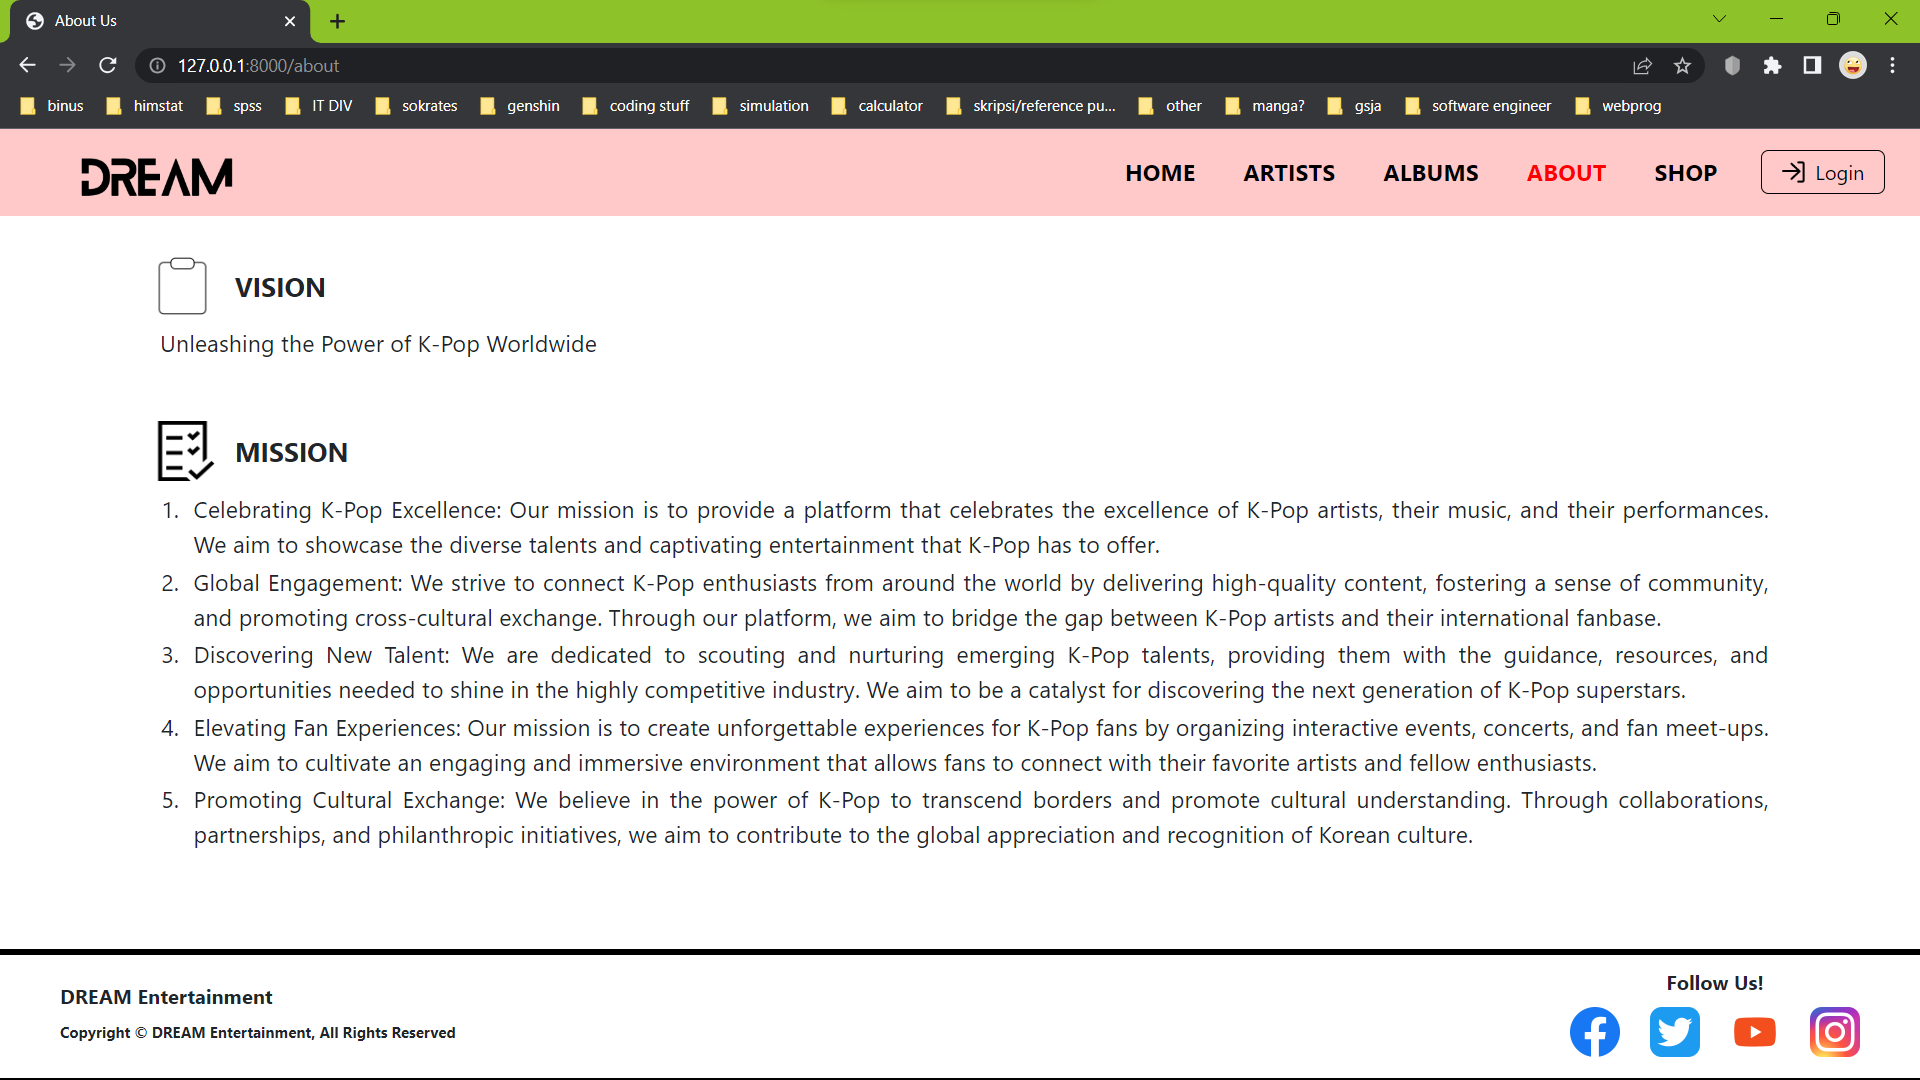 About Us
127.0.0.1:8000/about
binus himstat spss IT DIV sokrates genshin coding stuff simulation calculator skripsi/reference pu... other manga? gsja software engineer webprog
DREAM HOME ARTISTS ALBUMS ABOUT SHOP Login
VISION
Unleashing the Power of K-Pop Worldwide
MISSION
1. Celebrating K-Pop Excellence: Our mission is to provide a platform that celebrates the excellence of K-Pop artists, their music, and their performances.
We aim to showcase the diverse talents and captivating entertainment that K-Pop has to offer.
2. Global Engagement: We strive to connect K-Pop enthusiasts from around the world by delivering high-quality content, fostering a sense of community,
and promoting cross-cultural exchange. Through our platform, we aim to bridge the gap between K-Pop artists and their international fanbase.
3. Discovering New Talent: We are dedicated to scouting and nurturing emerging K-Pop talents, providing them with the guidance, resources, and
opportunities needed to shine in the highly competitive industry. We aim to be a catalyst for discovering the next generation of K-Pop superstars.
4. Elevating Fan Experiences: Our mission is to create unforgettable experiences for K-Pop fans by organizing interactive events, concerts, and fan meet-ups.
We aim to cultivate an engaging and immersive environment that allows fans to connect with their favorite artists and fellow enthusiasts.
5. Promoting Cultural Exchange: We believe in the power of K-Pop to transcend borders and promote cultural understanding. Through collaborations,
partnerships, and philanthropic initiatives, we aim to contribute to the global appreciation and recognition of Korean culture.
DREAM Entertainment
Copyright © DREAM Entertainment, All Rights Reserved
Follow Us!